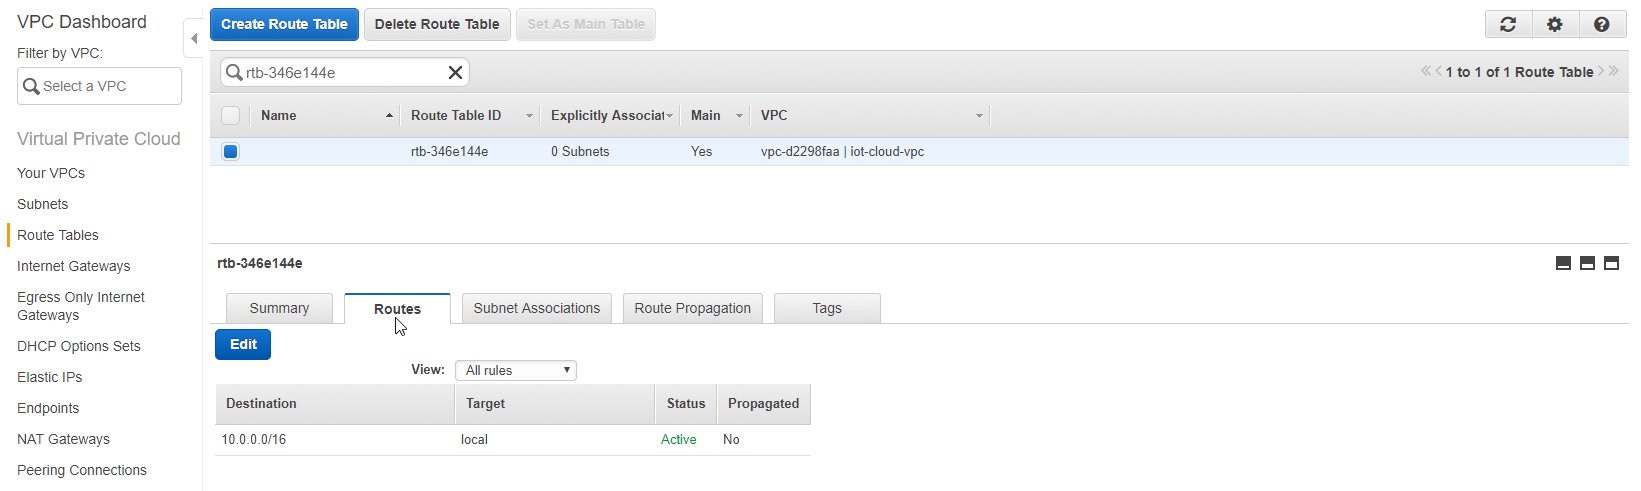 VPC Dashboard
Filter by VPC:
Select a VPC
Virtual Private Cloud
Your VPCs
Subnets
Route Tables
Internet Gateways
Egress Only Internet
Gateways
DHCP Options Sets
Elastic IPs
Endpoints
NAT Gateways
Peering Connections
Create Route Table Delete Route Table Set As Main Table
rtb-346e144e 1 to 1 of 1 Route Table
Name Route Table ID Explicitly Associat Main VPC
rtb-346e144e 0 Subnets Yes vpc-d2298faa | iot-cloud-vpc
rtb-346e144e
Summary Routes Subnet Associations Route Propagation Tags
Edit
View: All rules
Destination Target Status Propagated
10.0.0.0/16 local Active No